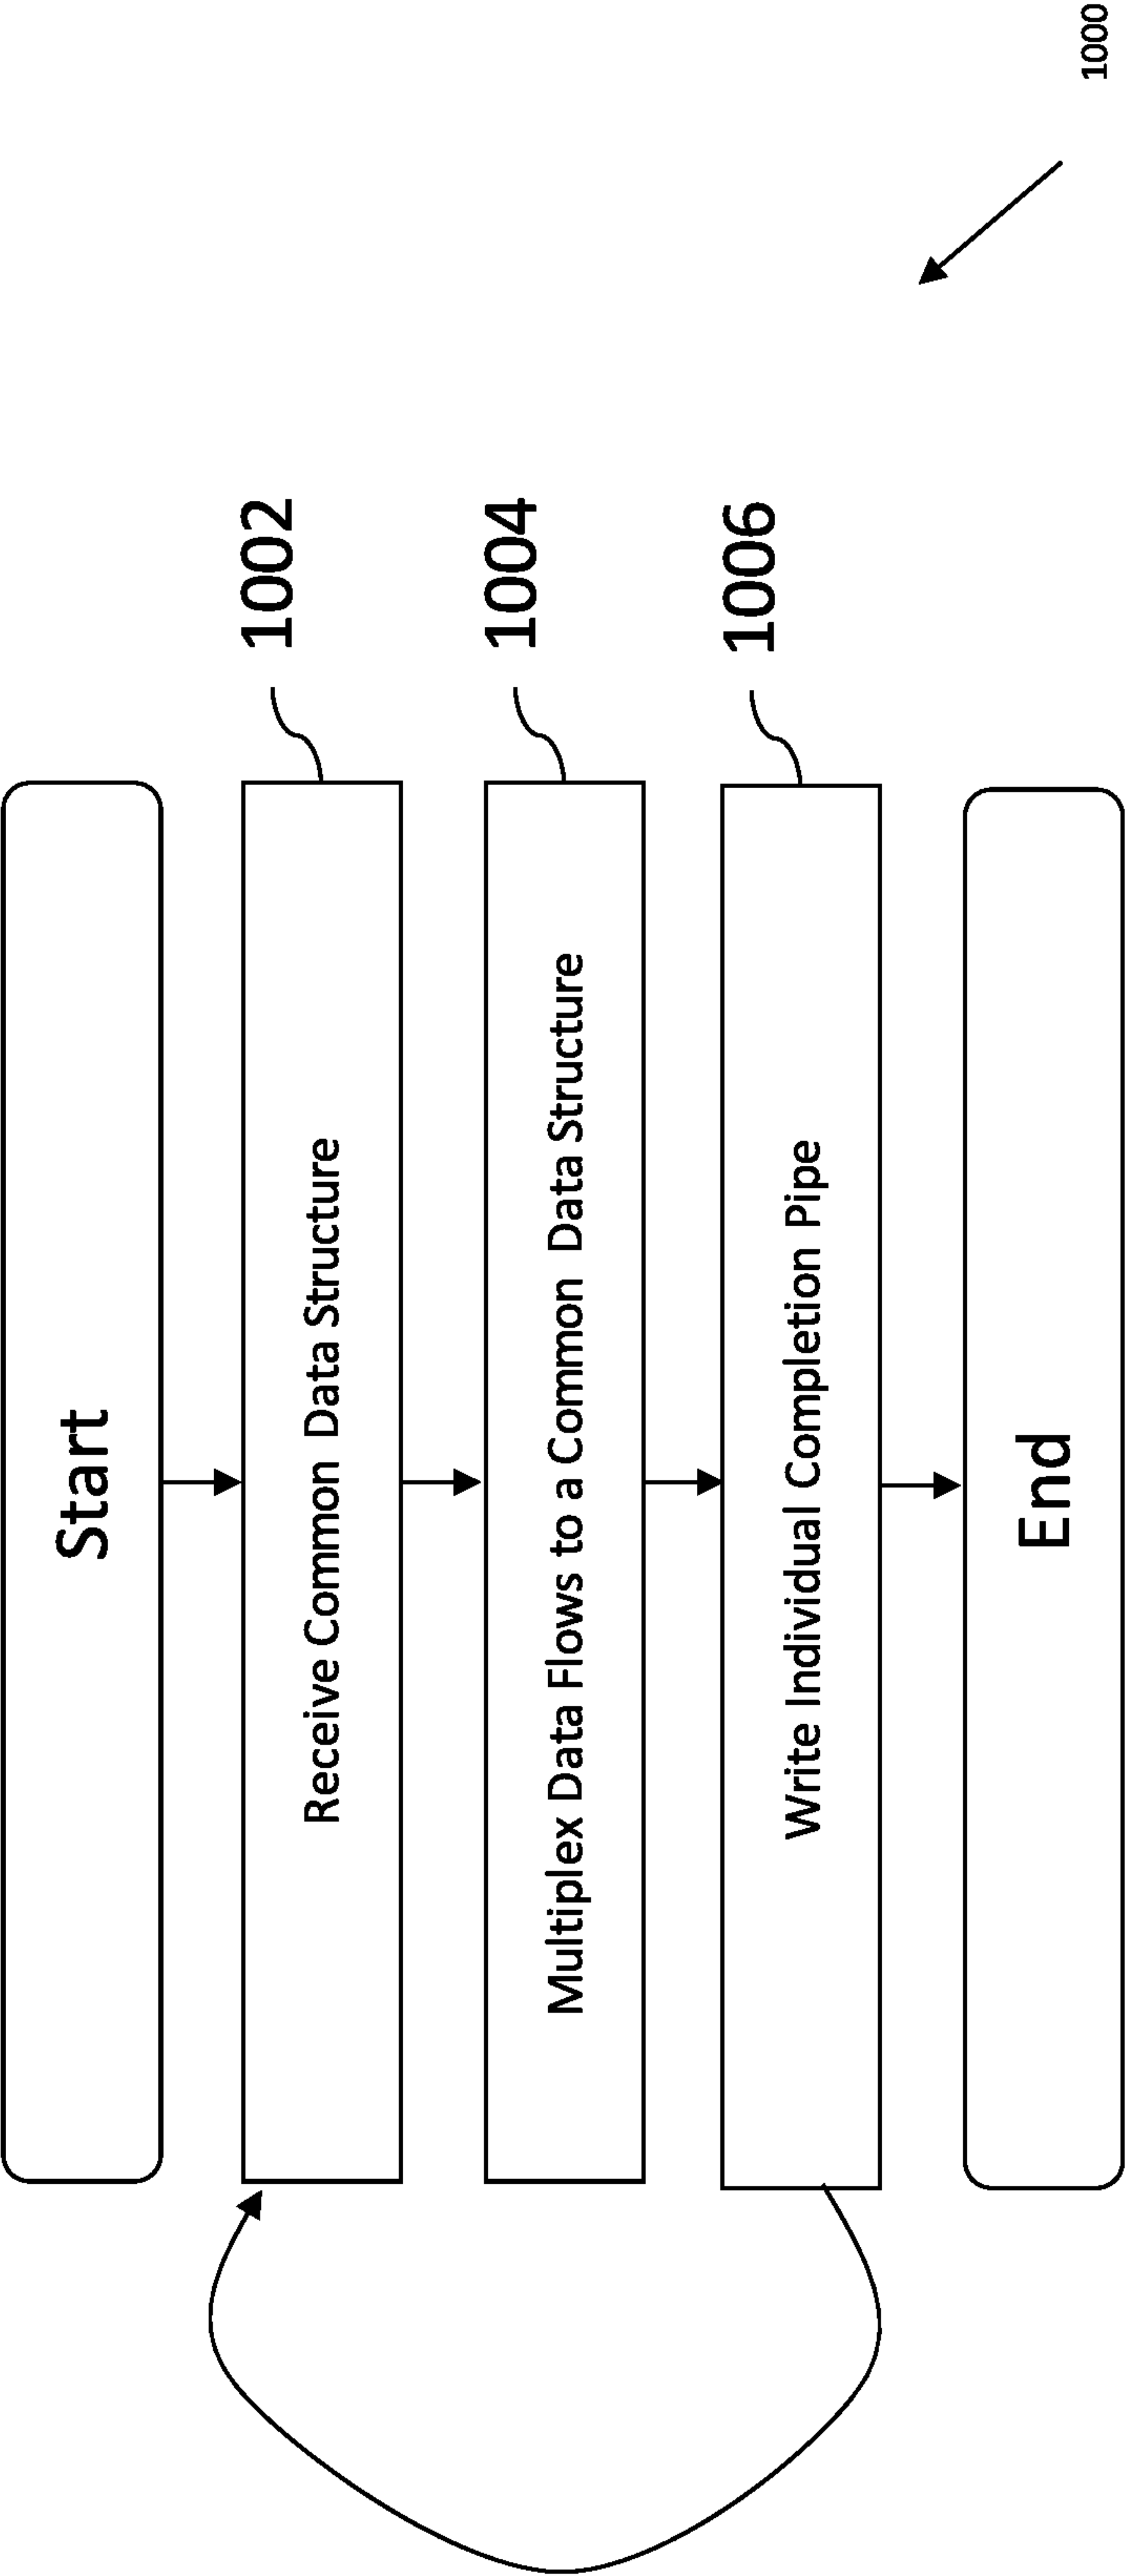 Start
Receive Common Data Structure
1002
Multiplex Data Flows to a Common Data Structure
1004
Write Individual Completion Pipe
1006
End
1000